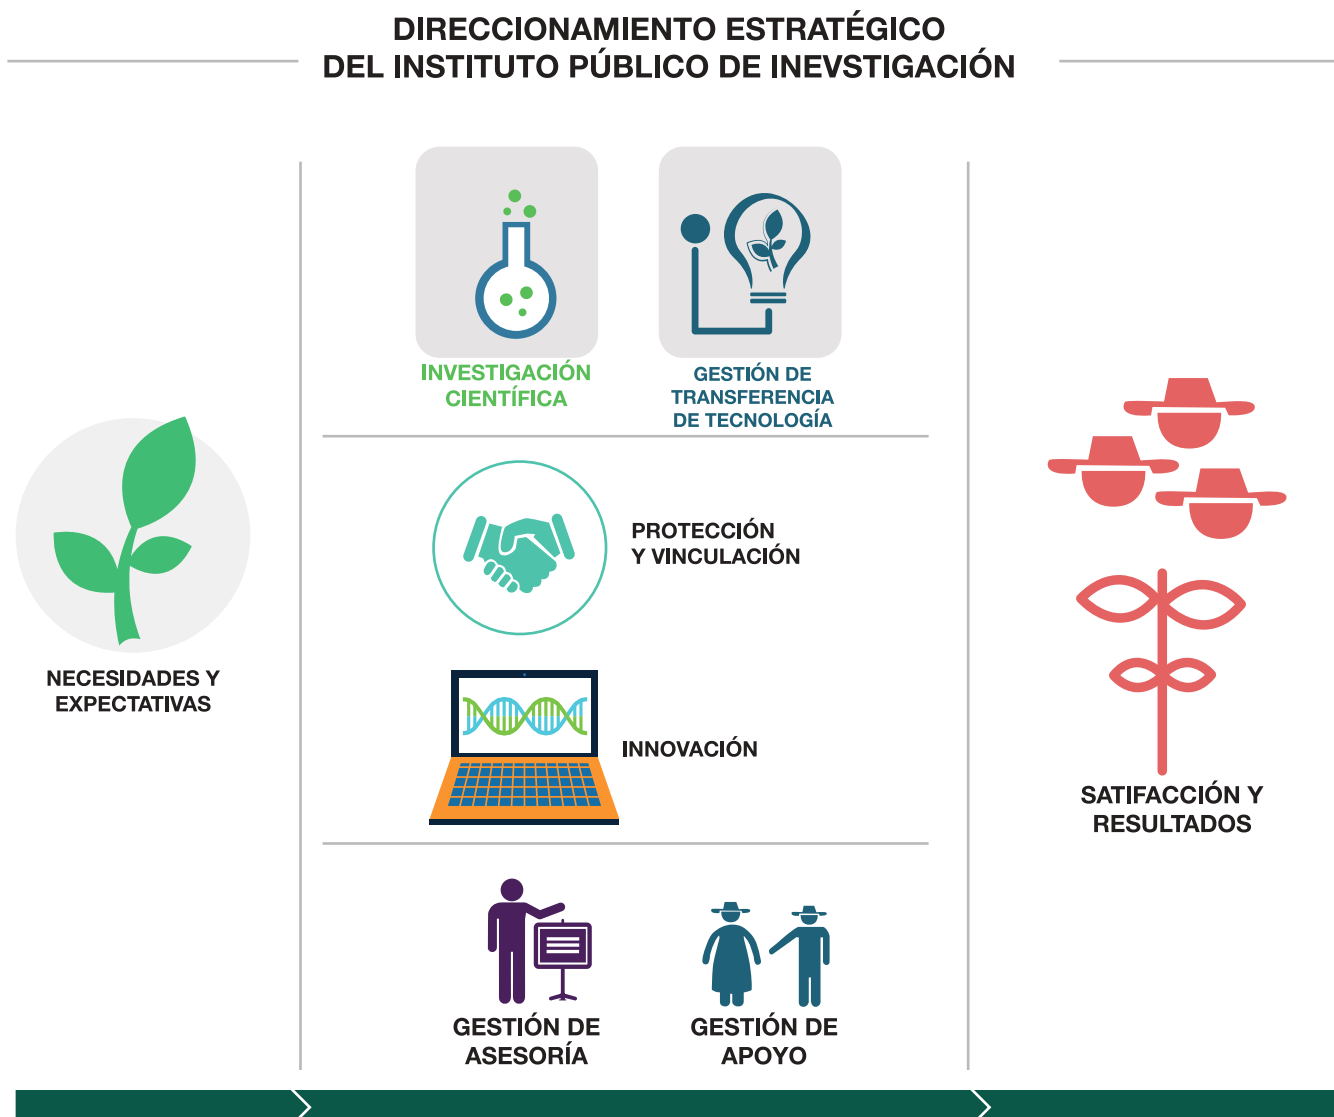 DIRECCIONAMIENTO ESTRATÉGICO
DEL INSTITUTO PÚBLICO DE INEVSTIGACIÓN
NECESIDADES Y
EXPECTATIVAS
INVESTIGACIÓN
CIENTÍFICA
GESTIÓN DE
TRANSFERENCIA
DE TECNOLOGÍA
PROTECCIÓN
Y VINCULACIÓN
INNOVACIÓN
GESTIÓN DE
ASESORÍA
GESTIÓN DE
APOYO
SATIFACCIÓN Y
RESULTADOS